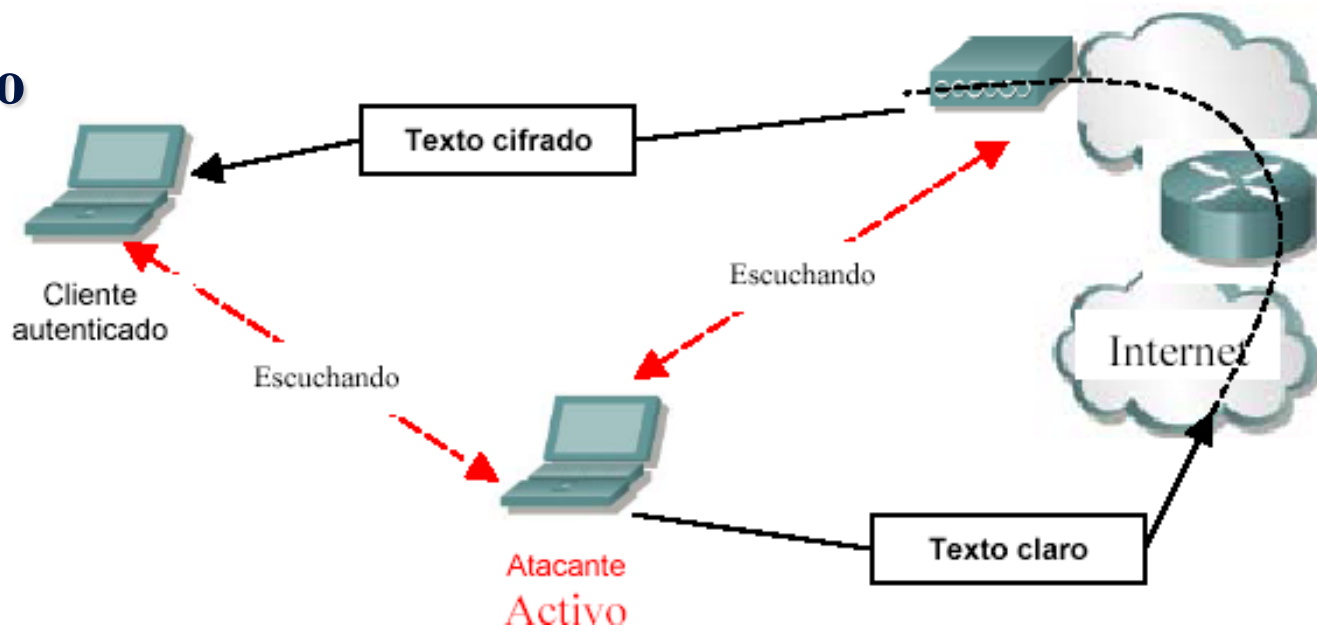 o
Texto cifrado
Escuchando
Cliente
autenticado
Internet
Escuchando
Texto claro
Atacante
Activo